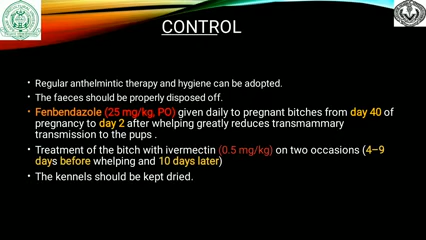 CONTROL
• Regular anthelmintic therapy and hygiene can be adopted.
• The faeces should be properly disposed off.
• Fenbendazole (25 mg/kg, PO) given daily to pregnant bitches from day 40 of
pregnancy to day 2 after whelping greatly reduces transmammary
transmission to the pups .
• Treatment of the bitch with ivermectin (0.5 mg/kg) on two occasions (4–9
days before whelping and 10 days later)
• The kennels should be kept dried.